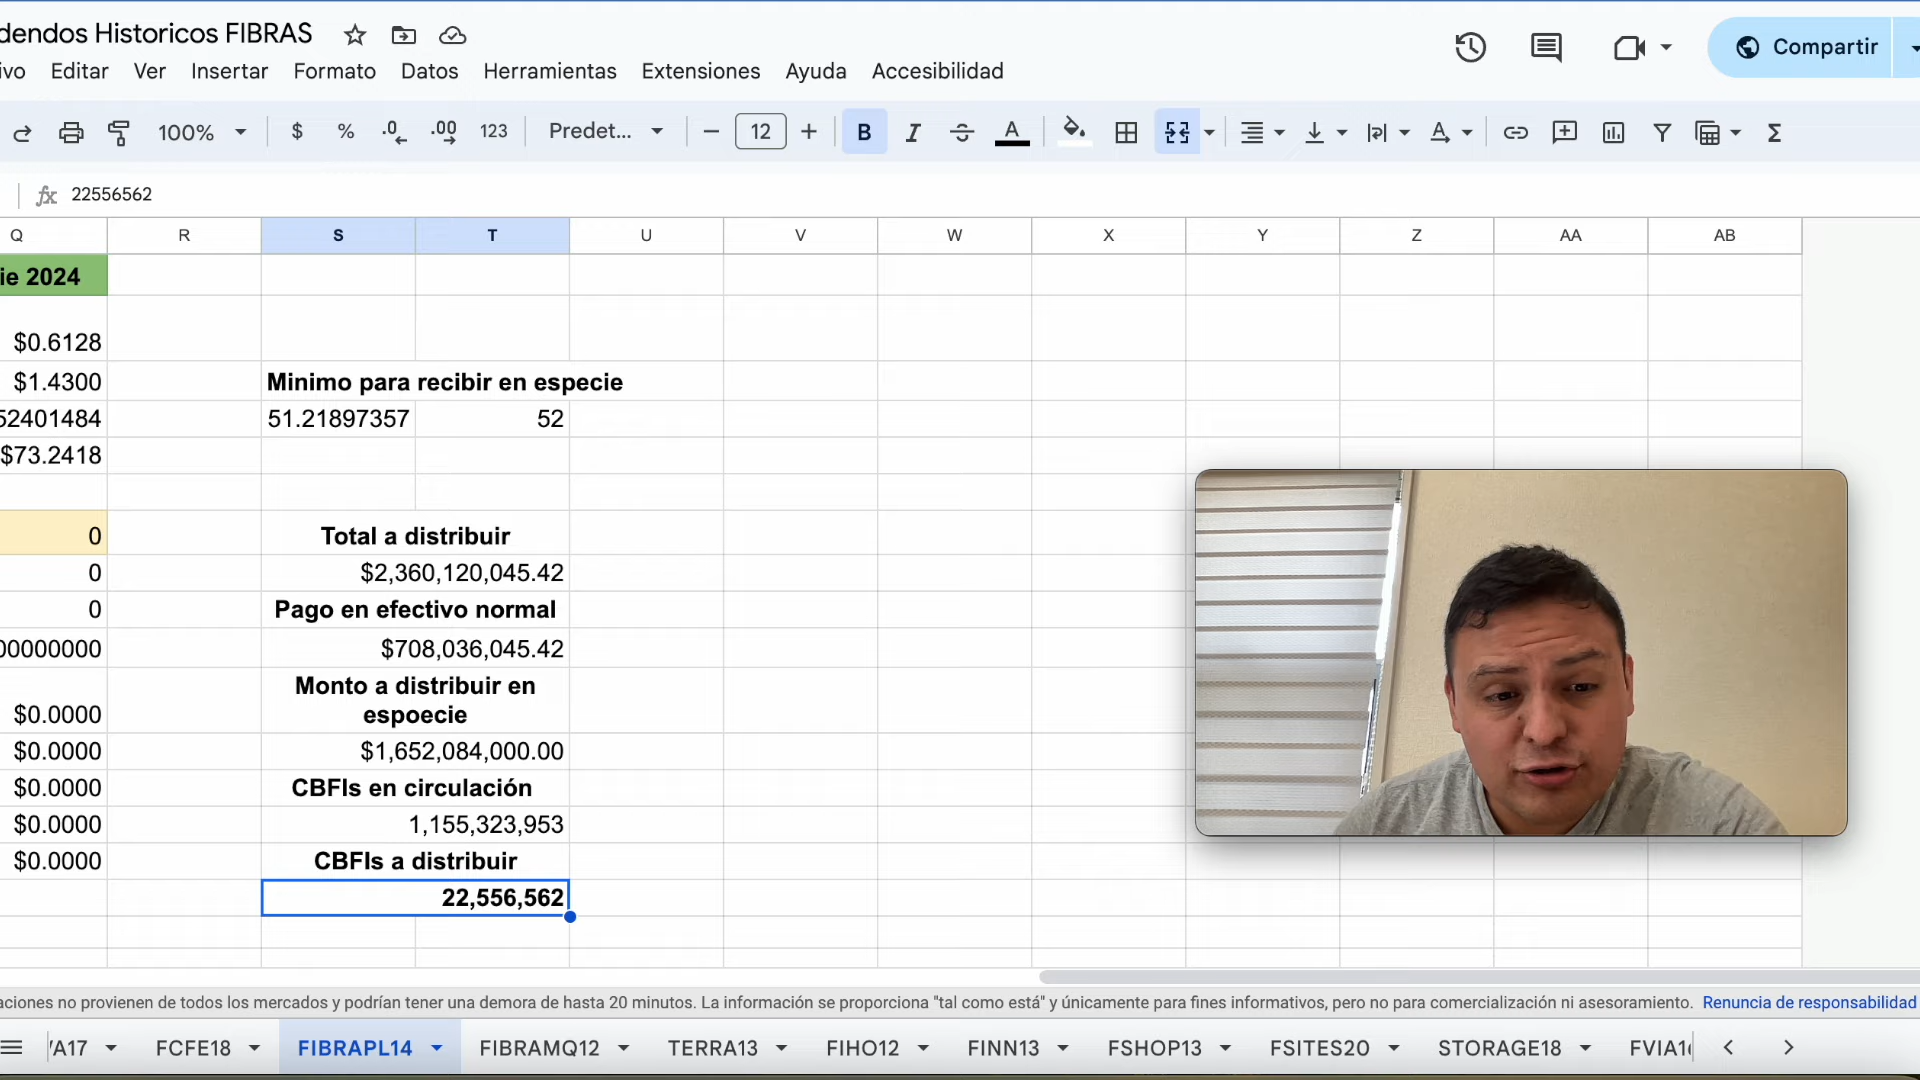 dendos Historicos FIBRAS
ivo Editar Ver Insertar Formato Datos Herramientas Extensiones Ayuda Accesibilidad
Compartir
100% $ % .0 .00 123 Predet... 12 B I A
fx 22556562
Q R S T U V W X Y Z AA AB
ie 2024
$0.6128
$1.4300 Minimo para recibir en especie
52401484 51.21897357 52
$73.2418
0 Total a distribuir
0 $2,360,120,045.42
0 Pago en efectivo normal
00000000 $708,036,045.42
Monto a distribuir en
$0.0000 espoecie
$0.0000 $1,652,084,000.00
$0.0000 CBFIs en circulación
$0.0000 1,155,323,953
$0.0000 CBFIs a distribuir
22,556,562
aciones no provienen de todos los mercados y podrían tener una demora de hasta 20 minutos. La información se proporciona "tal como está" y únicamente para fines informativos, pero no para comercialización ni asesoramiento. Renuncia de responsabilidad
/A17 FCFE18 FIBRAPL14 FIBRAMQ12 TERRA13 FIHO12 FINN13 FSHOP13 FSITES20 STORAGE18 FVIA16